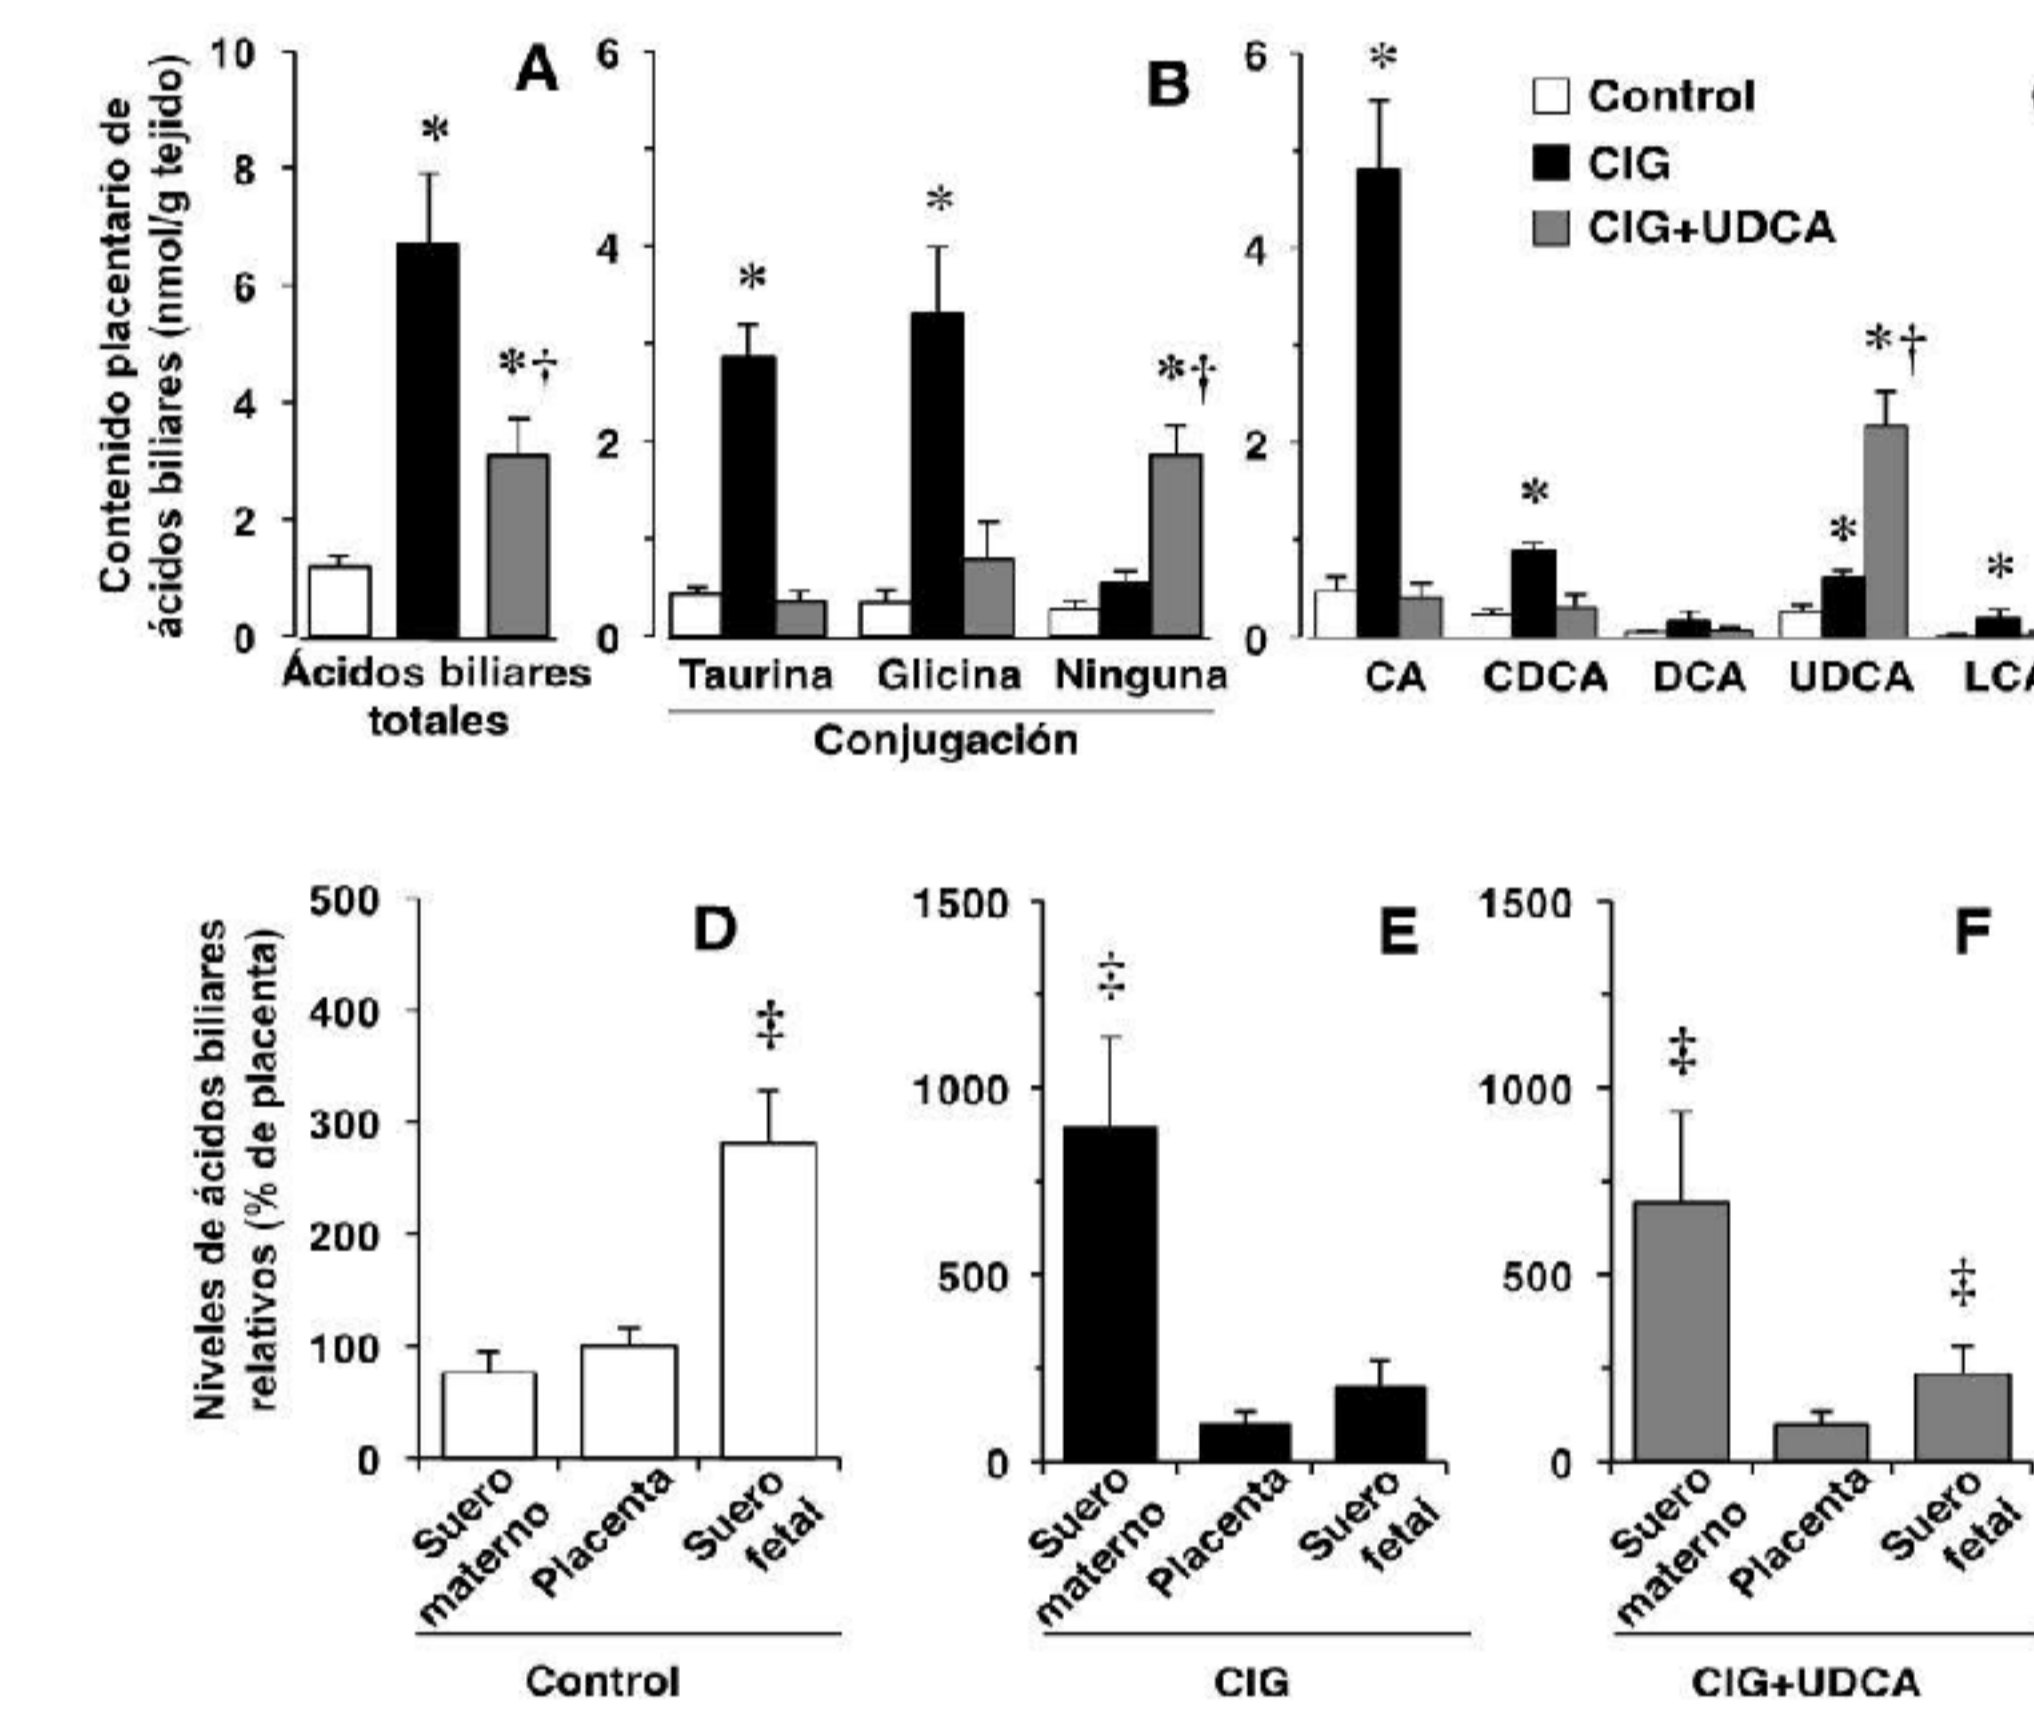 Contenido placentario de
ácidos biliares (nmol/g tejido)
10
8
6
4
2
0
A
*
*†
Ácidos biliares
totales
6
4
2
0
B
*
*
*†
Taurina Glicina Ninguna
Conjugación
6
4
2
0
*
*
*
*†
*
Control
CIG
CIG+UDCA
CA CDCA DCA UDCA
Niveles de ácidos biliares
relativos (% de placenta)
500
400
300
200
100
0
D
‡
Suero
materno
Placenta
Suero
fetal
Control
1500
1000
500
0
E
‡
Suero
materno
Placenta
Suero
fetal
CIG
1500
1000
500
0
F
‡
‡
Suero
materno
Placenta
Suero
fetal
CIG+UDCA